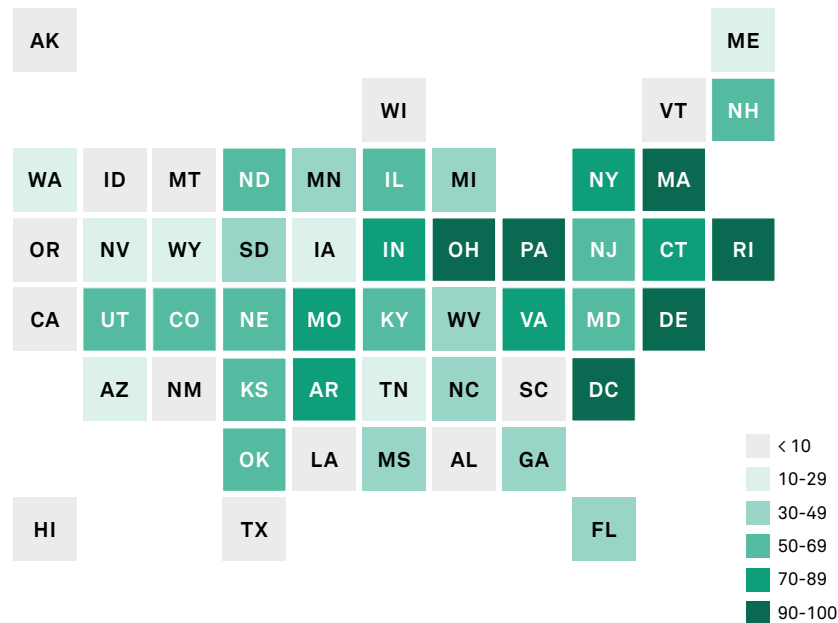 AK ME
WI VT NH
WA ID MT ND MN IL MI NY MA
OR NV WY SD IA IN OH PA NJ CT RI
CA UT CO NE MO KY WV VA MD DE
AZ NM KS AR TN NC SC DC
OK LA MS AL GA
HI TX FL
< 10
10-29
30-49
50-69
70-89
90-100